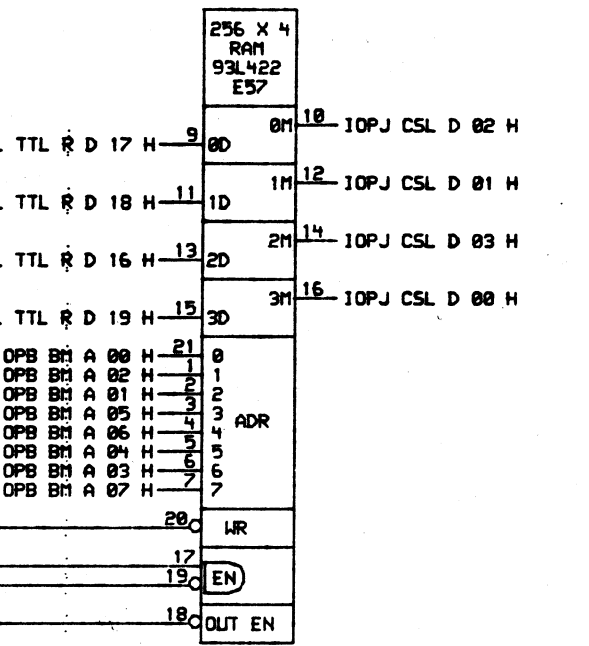 256 X 4
RAM
93L422
E57
0M 10 IOPJ CSL D 02 H
L TTL R D 17 H 9 0D
1M 12 IOPJ CSL D 01 H
L TTL R D 18 H 11 1D
2M 14 IOPJ CSL D 03 H
L TTL R D 16 H 13 2D
3M 16 IOPJ CSL D 00 H
L TTL R D 19 H 15 3D
OPB BM A 00 H 21 0
OPB BM A 02 H 1 1
OPB BM A 01 H 2 2
OPB BM A 05 H 3 3
ADR
OPB BM A 06 H 4 4
OPB BM A 04 H 5 5
OPB BM A 03 H 6 6
OPB BM A 07 H 7 7
20 WR
17
19 EN
18 OUT EN